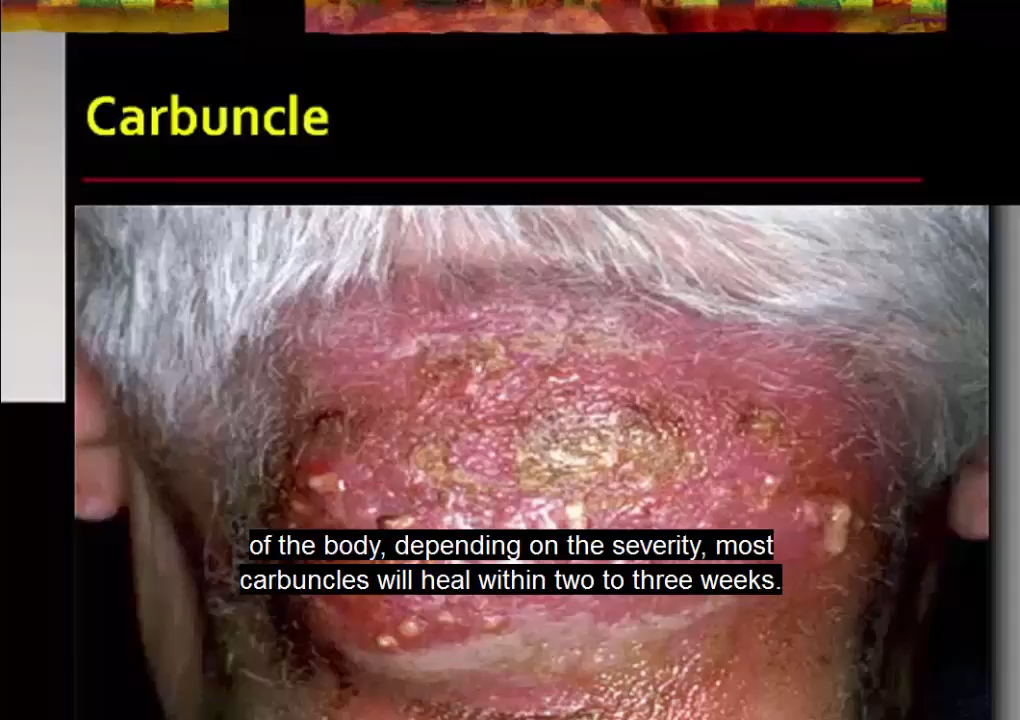 Carbuncle
of the body, depending on the severity, most
carbuncles will heal within two to three weeks.